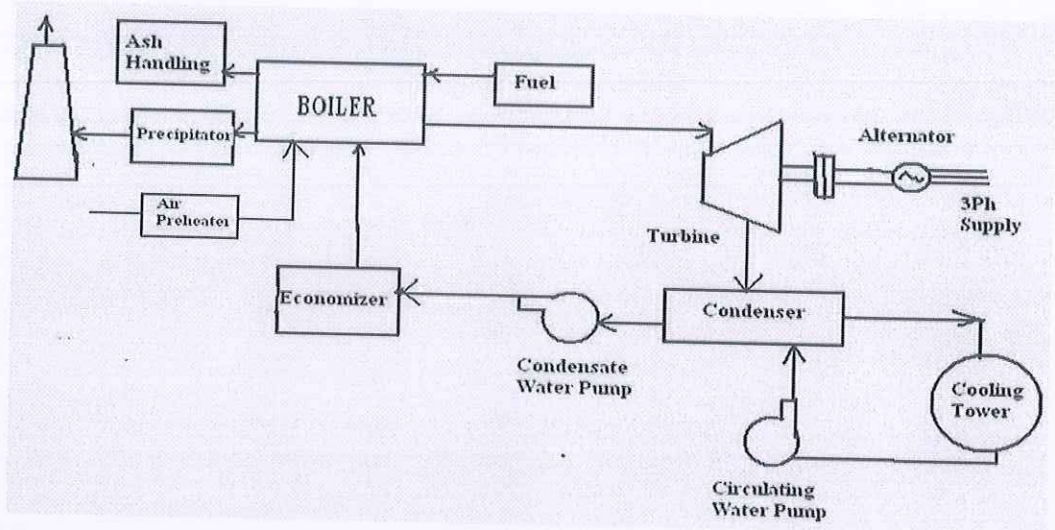 Ash
Handling
BOILER
Fuel
Precipitator
Alternator
Air
Preheater
3Ph
Supply
Turbine
Economizer
Condenser
Condensate
Water Pump
Cooling
Tower
Circulating
Water Pump